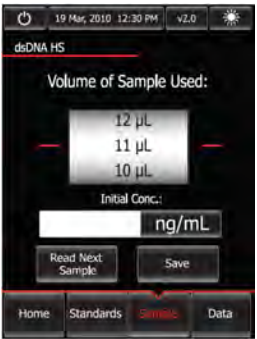 19 Mar, 2010 12:30 PM v2.0
dsDNA HS
Volume of Sample Used:
12 µL
11 µL
10 µL
Initial Conc.:
ng/mL
Read Next
Sample
Save
Home Standards Sample Data